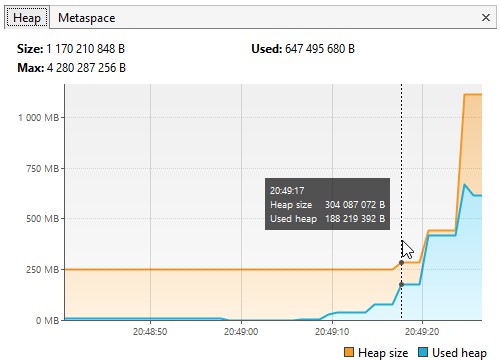 Heap Metaspace
Size: 1 170 210 848 B Used: 647 495 680 B
Max: 4 280 287 256 B
1 000 MB
750 MB
500 MB
250 MB
0 MB
20:49:17
Heap size 304 087 072 B
Used heap 188 219 392 B
20:48:50 20:49:00 20:49:10 20:49:20
Heap size Used heap